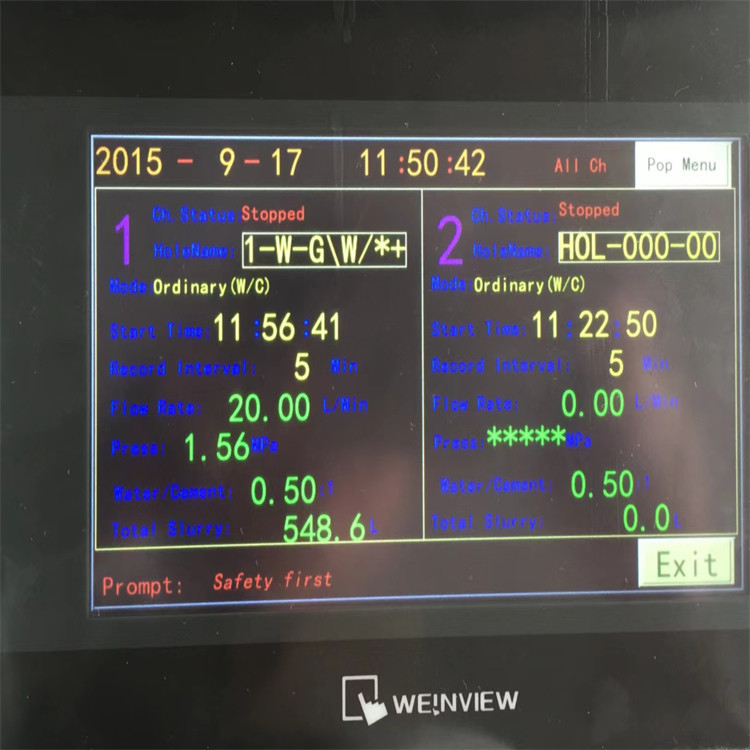 2015 - 9-17 11:50:42 All Ch Pop Menu
1 Ch.Status: Stopped
HoleName: 1-W-G\W/*+
Mode: Ordinary(W/C)
Start Time: 11:56:41
Record Interval: 5 Min
Flow Rate: 20.00 L/Min
Press: 1.56 MPa
Water/Cement: 0.50:1
Total Slurry: 548.6 L
2 Ch.Status: Stopped
HoleName: HOL-000-00
Mode: Ordinary(W/C)
Start Time: 11:22:50
Record Interval: 5 Min
Flow Rate: 0.00 L/Min
Press: ***** MPa
Water/Cement: 0.50:1
Total Slurry: 0.0 L
Prompt: Safety first
Exit
WEINVIEW